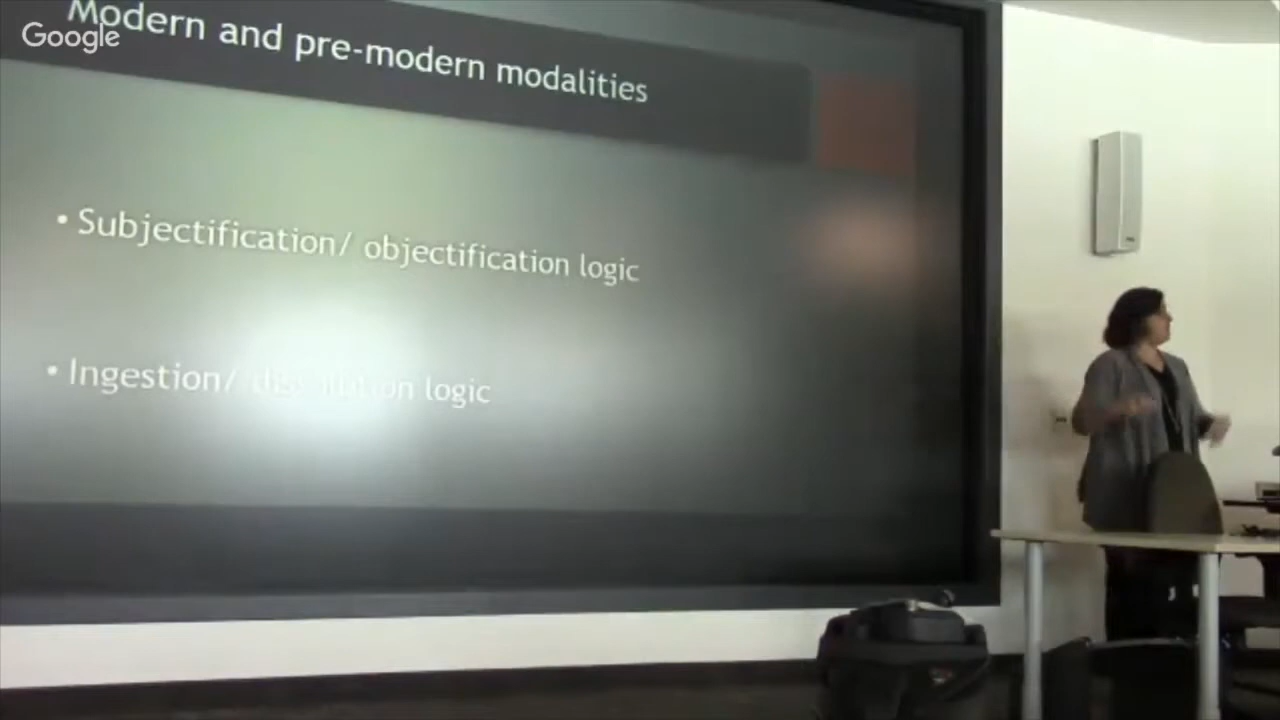 Google
Modern and pre-modern modalities
• Subjectification/ objectification logic
• Ingestion/ logic